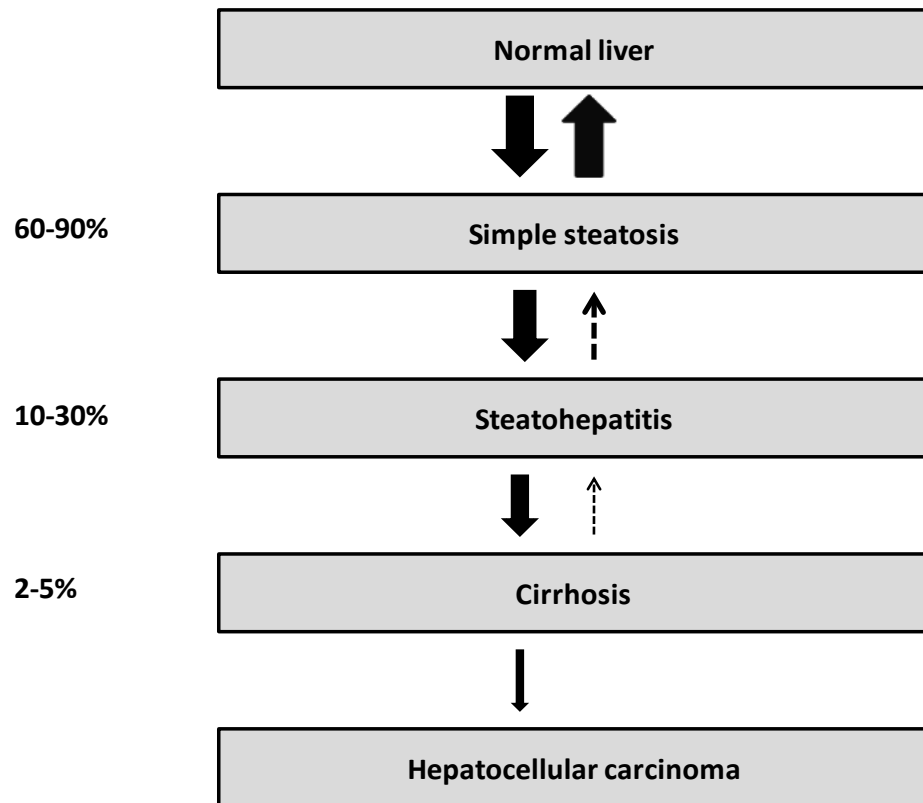 Normal liver
60-90%
Simple steatosis
10-30%
Steatohepatitis
2-5%
Cirrhosis
Hepatocellular carcinoma